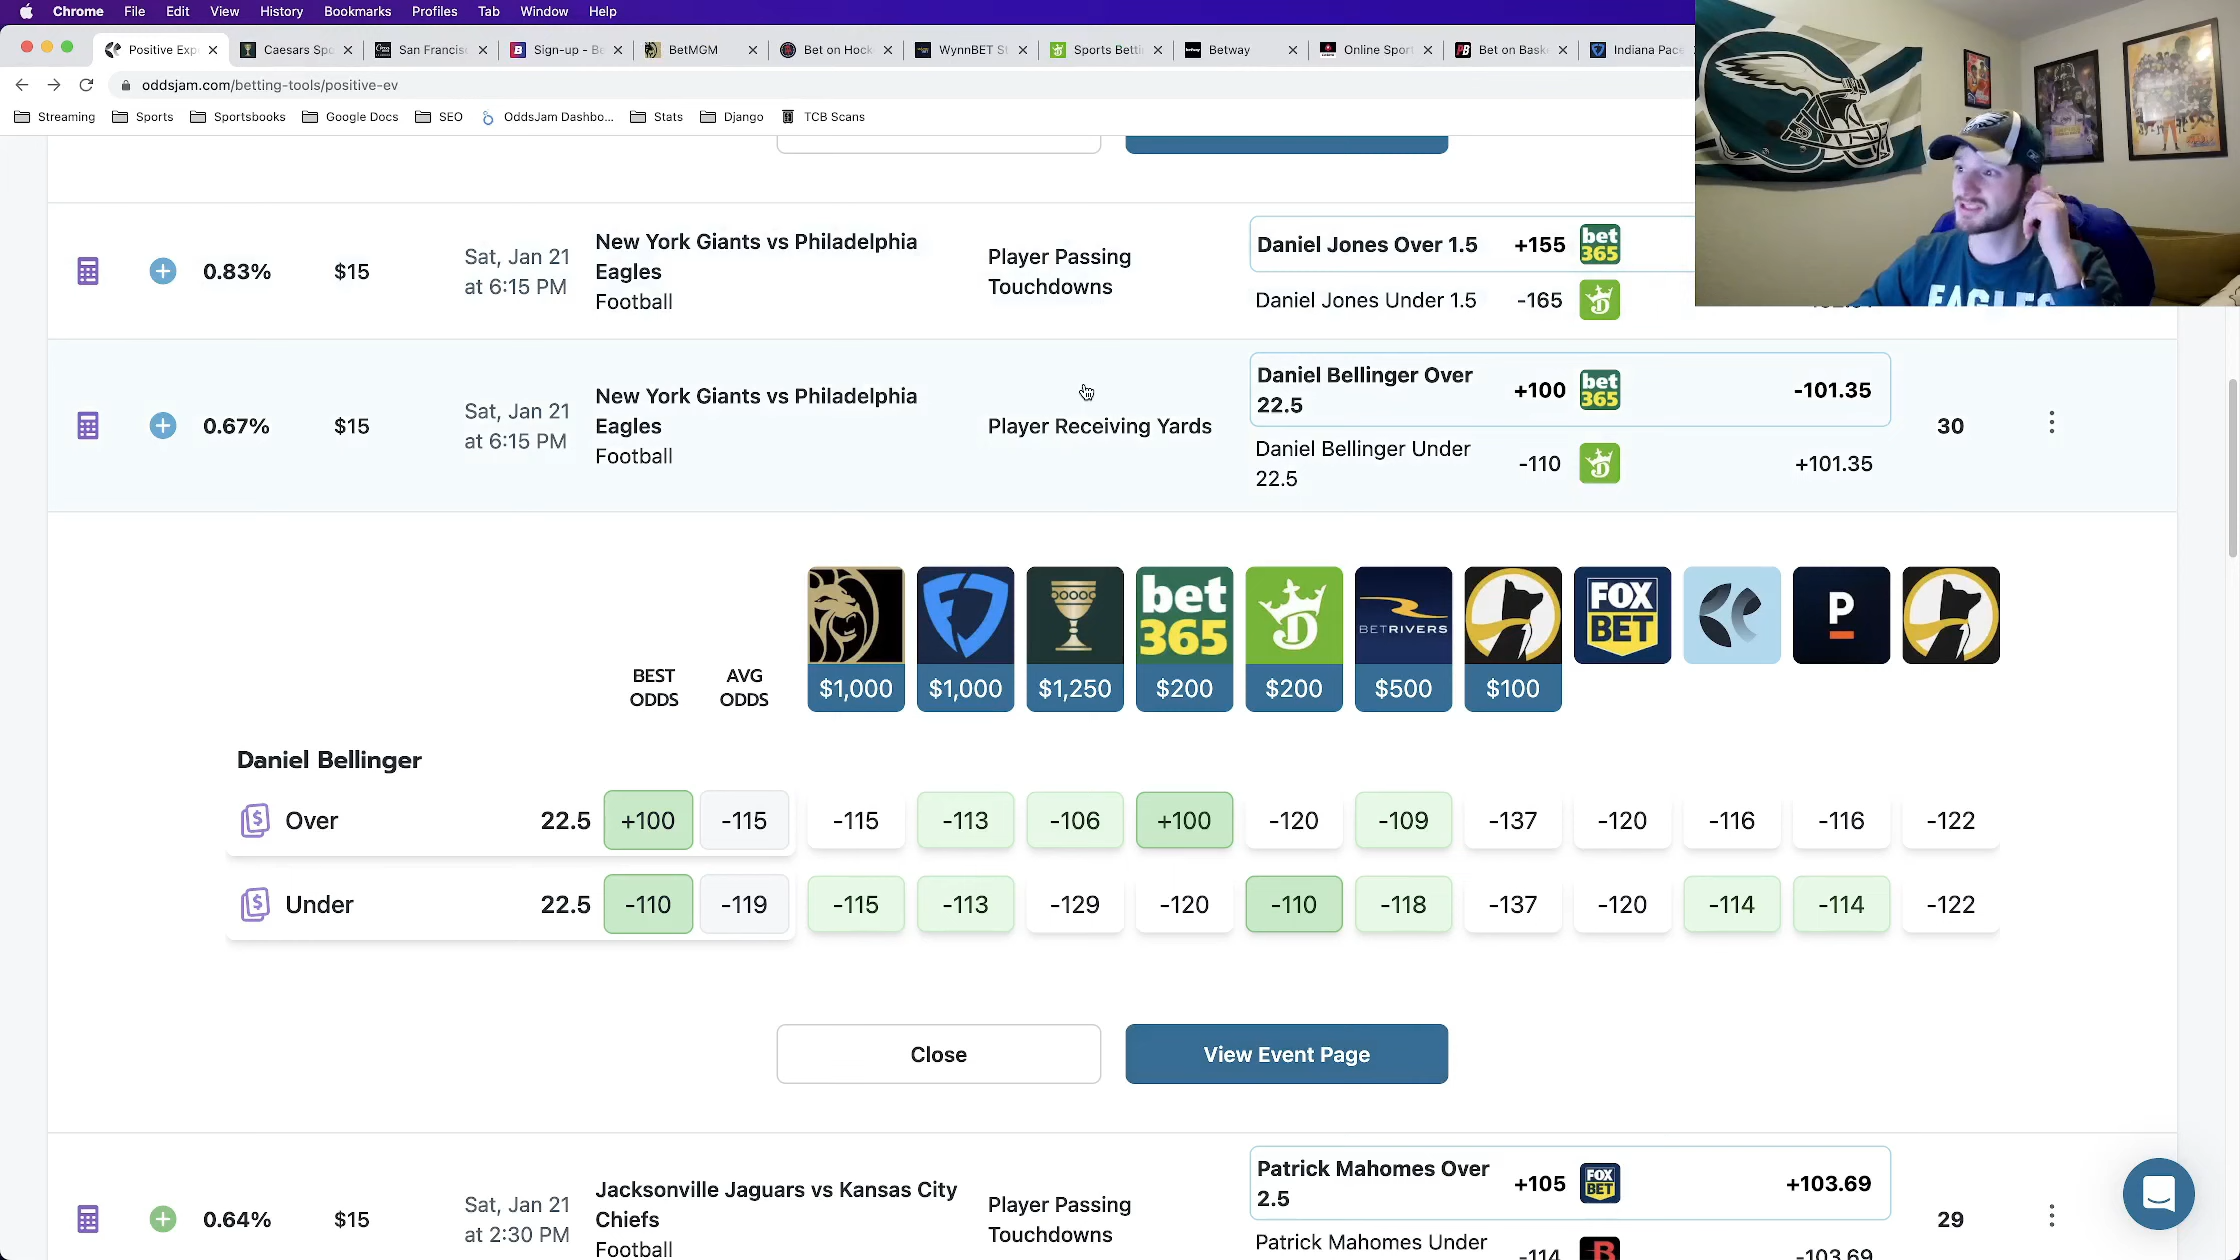 Chrome File Edit View History Bookmarks Profiles Tab Window Help
Positive Exp Caesars Spo San Francis Sign-up - Be BetMGM Bet on Hock WynnBET St Sports Betti Betway Online Sport Bet on Bask Indiana Pace
oddsjam.com/betting-tools/positive-ev
Streaming Sports Sportsbooks Google Docs SEO OddsJam Dashbo... Stats Django TCB Scans
0.83% $15
Sat, Jan 21
at 6:15 PM
New York Giants vs Philadelphia
Eagles
Football
Player Passing
Touchdowns
Daniel Jones Over 1.5 +155 bet 365
Daniel Jones Under 1.5 -165
EAGLES
0.67% $15
Sat, Jan 21
at 6:15 PM
New York Giants vs Philadelphia
Eagles
Football
Player Receiving Yards
Daniel Bellinger Over
22.5
+100 bet 365 -101.35
Daniel Bellinger Under
22.5
-110 +101.35
30
bet 365 BETRIVERS FOX BET P
BEST
ODDS
AVG
ODDS
$1,000 $1,000 $1,250 $200 $200 $500 $100
Daniel Bellinger
Over 22.5 +100 -115 -115 -113 -106 +100 -120 -109 -137 -120 -116 -116 -122
Under 22.5 -110 -119 -115 -113 -129 -120 -110 -118 -137 -120 -114 -114 -122
Close View Event Page
0.64% $15
Sat, Jan 21
at 2:30 PM
Jacksonville Jaguars vs Kansas City
Chiefs
Football
Player Passing
Touchdowns
Patrick Mahomes Over
2.5
+105 FOX BET +103.69
Patrick Mahomes Under
-114 B -103.69
29